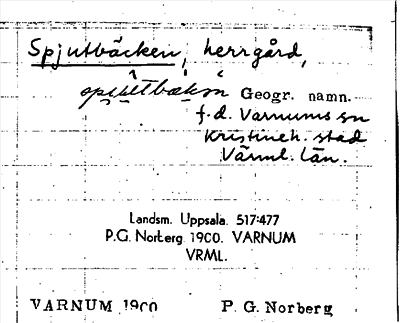 Spjutbäcken, herrgård,
Geogr. namn.
f.d. Varnums sn
Kristineh. stad
Värml. län.
Landsm. Uppsala. 517:477
P.G. Norberg 1900. VARNUM
VRML.
VARNUM 1900 P. G. Norberg